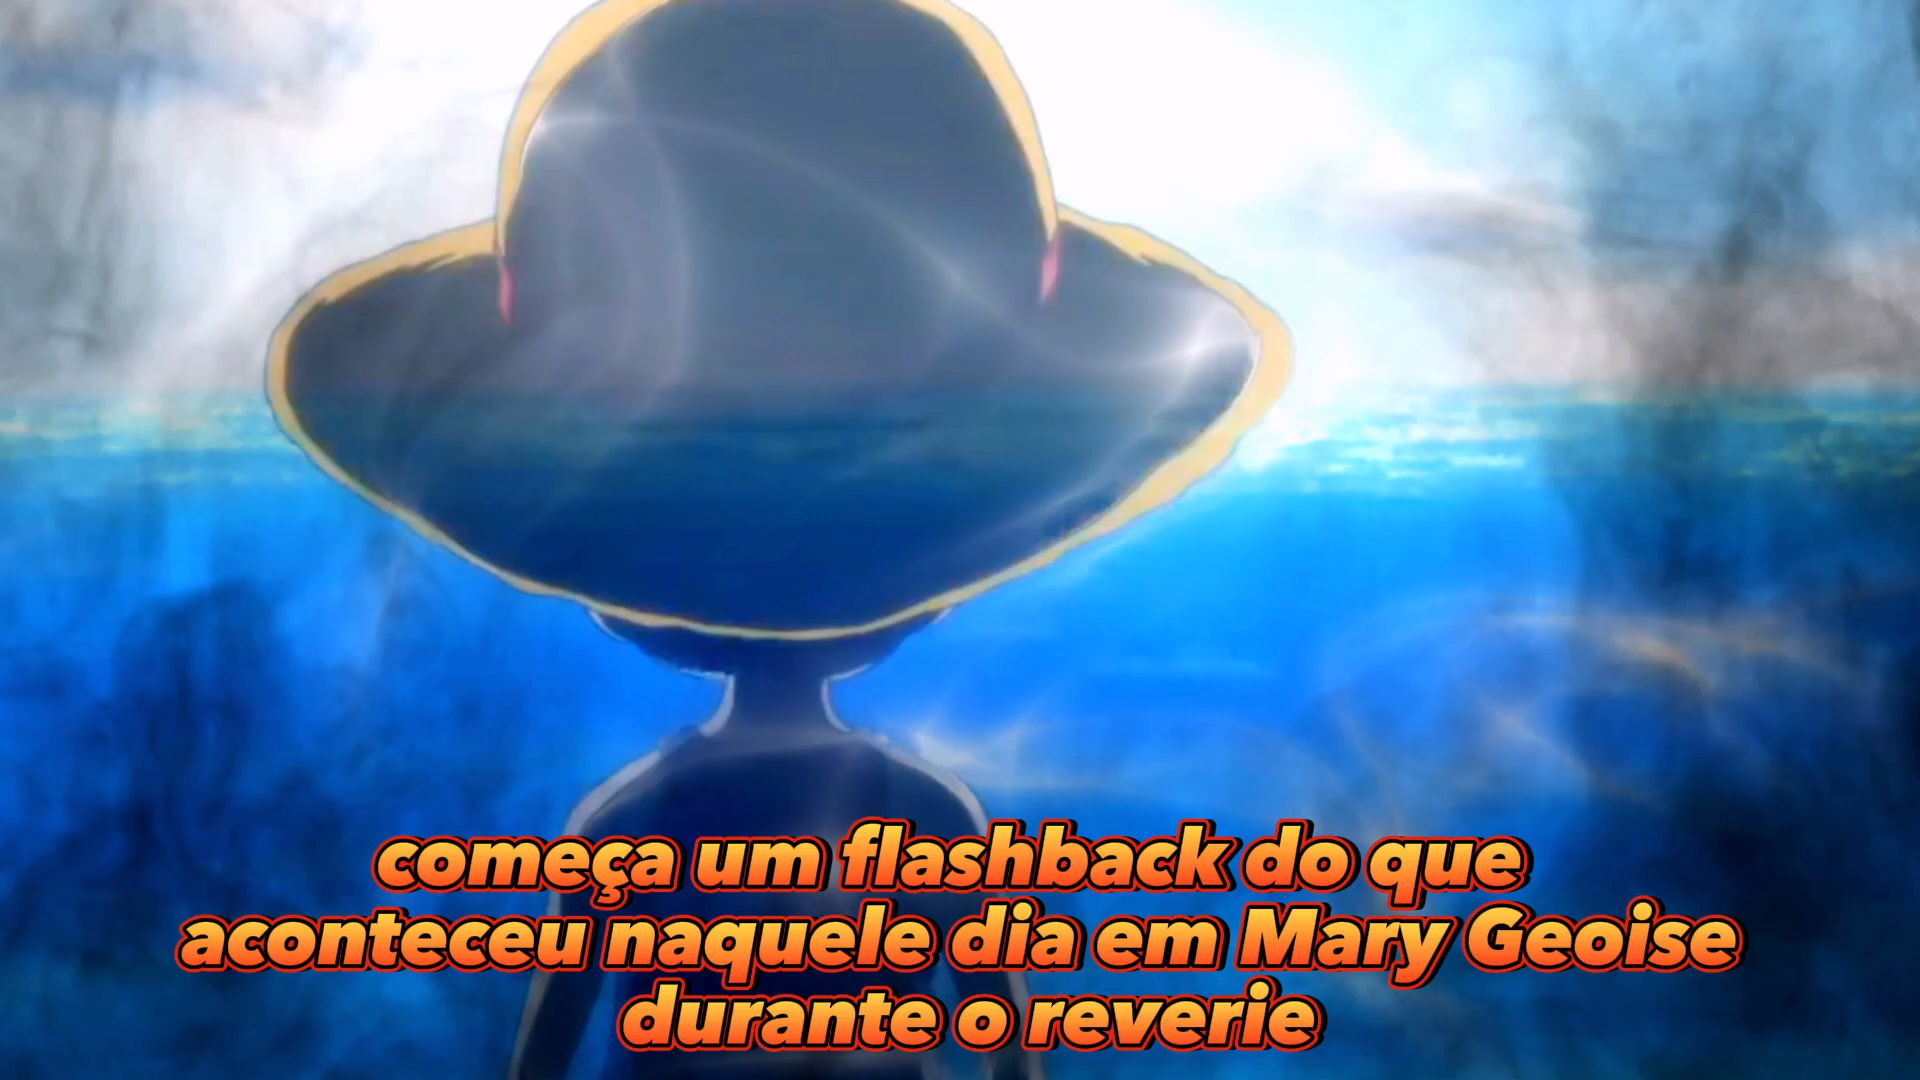 começa um flashback do que
aconteceu naquele dia em Mary Geoise
durante o reverie